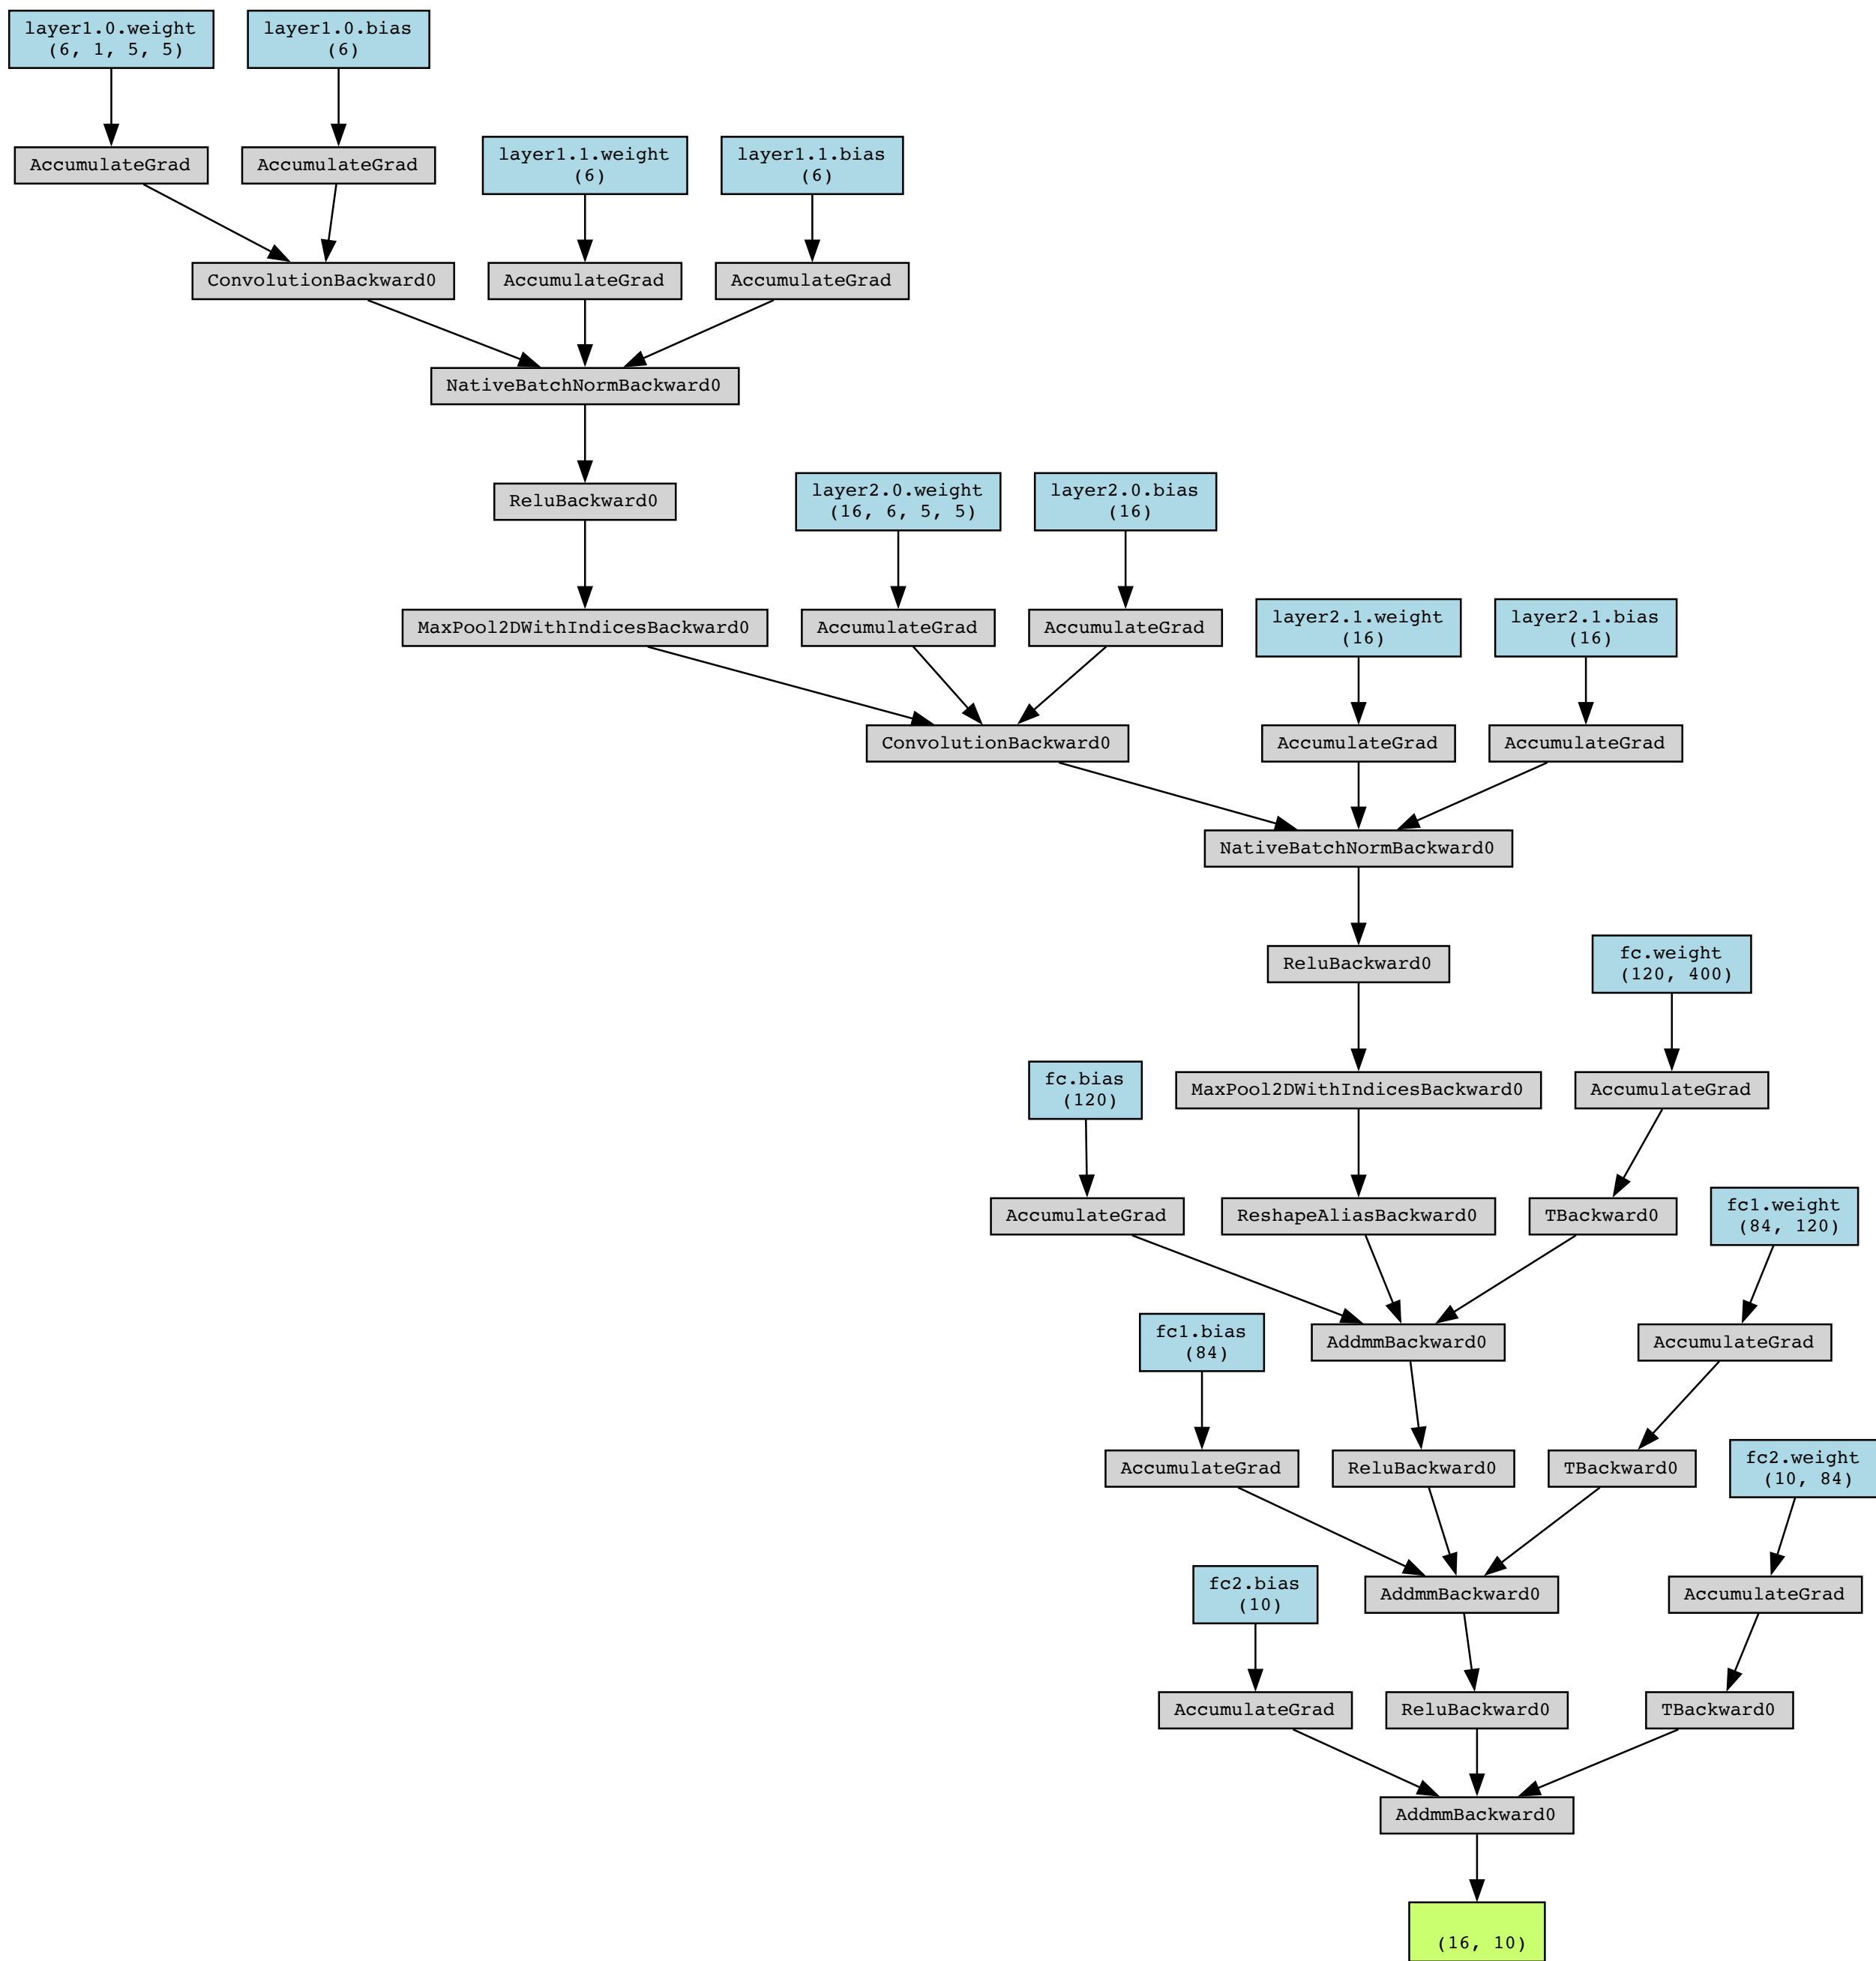 layer1.0.weight
(6, 1, 5, 5)
layer1.0.bias
(6)
AccumulateGrad
AccumulateGrad
layer1.1.weight
(6)
layer1.1.bias
(6)
ConvolutionBackward0
AccumulateGrad
AccumulateGrad
NativeBatchNormBackward0
ReluBackward0
layer2.0.weight
(16, 6, 5, 5)
layer2.0.bias
(16)
MaxPool2DWithIndicesBackward0
AccumulateGrad
AccumulateGrad
layer2.1.weight
(16)
layer2.1.bias
(16)
ConvolutionBackward0
AccumulateGrad
AccumulateGrad
NativeBatchNormBackward0
ReluBackward0
fc.weight
(120, 400)
fc.bias
(120)
MaxPool2DWithIndicesBackward0
AccumulateGrad
AccumulateGrad
ReshapeAliasBackward0
TBackward0
fc1.weight
(84, 120)
fc1.bias
(84)
AddmmBackward0
AccumulateGrad
AccumulateGrad
ReluBackward0
TBackward0
fc2.weight
(10, 84)
fc2.bias
(10)
AddmmBackward0
AccumulateGrad
AccumulateGrad
ReluBackward0
TBackward0
AddmmBackward0
(16, 10)